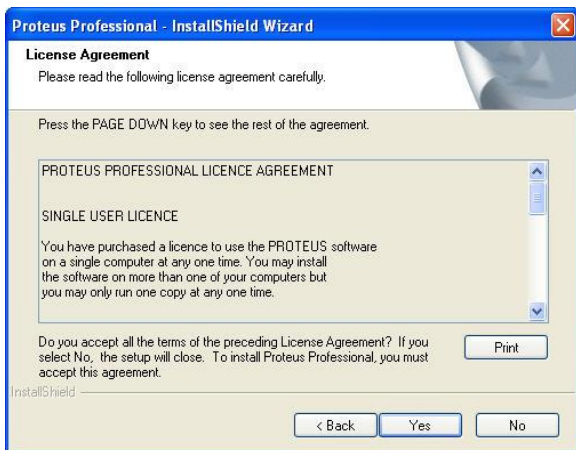 Proteus Professional - InstallShield Wizard
License Agreement
Please read the following license agreement carefully.
Press the PAGE DOWN key to see the rest of the agreement.
PROTEUS PROFESSIONAL LICENCE AGREEMENT
SINGLE USER LICENCE
You have purchased a licence to use the PROTEUS software
on a single computer at any one time. You may install
the software on more than one of your computers but
you may only run one copy at any one time.
Do you accept all the terms of the preceding License Agreement? If you
select No, the setup will close. To install Proteus Professional, you must
accept this agreement.
Print
InstallShield
< Back
Yes
No